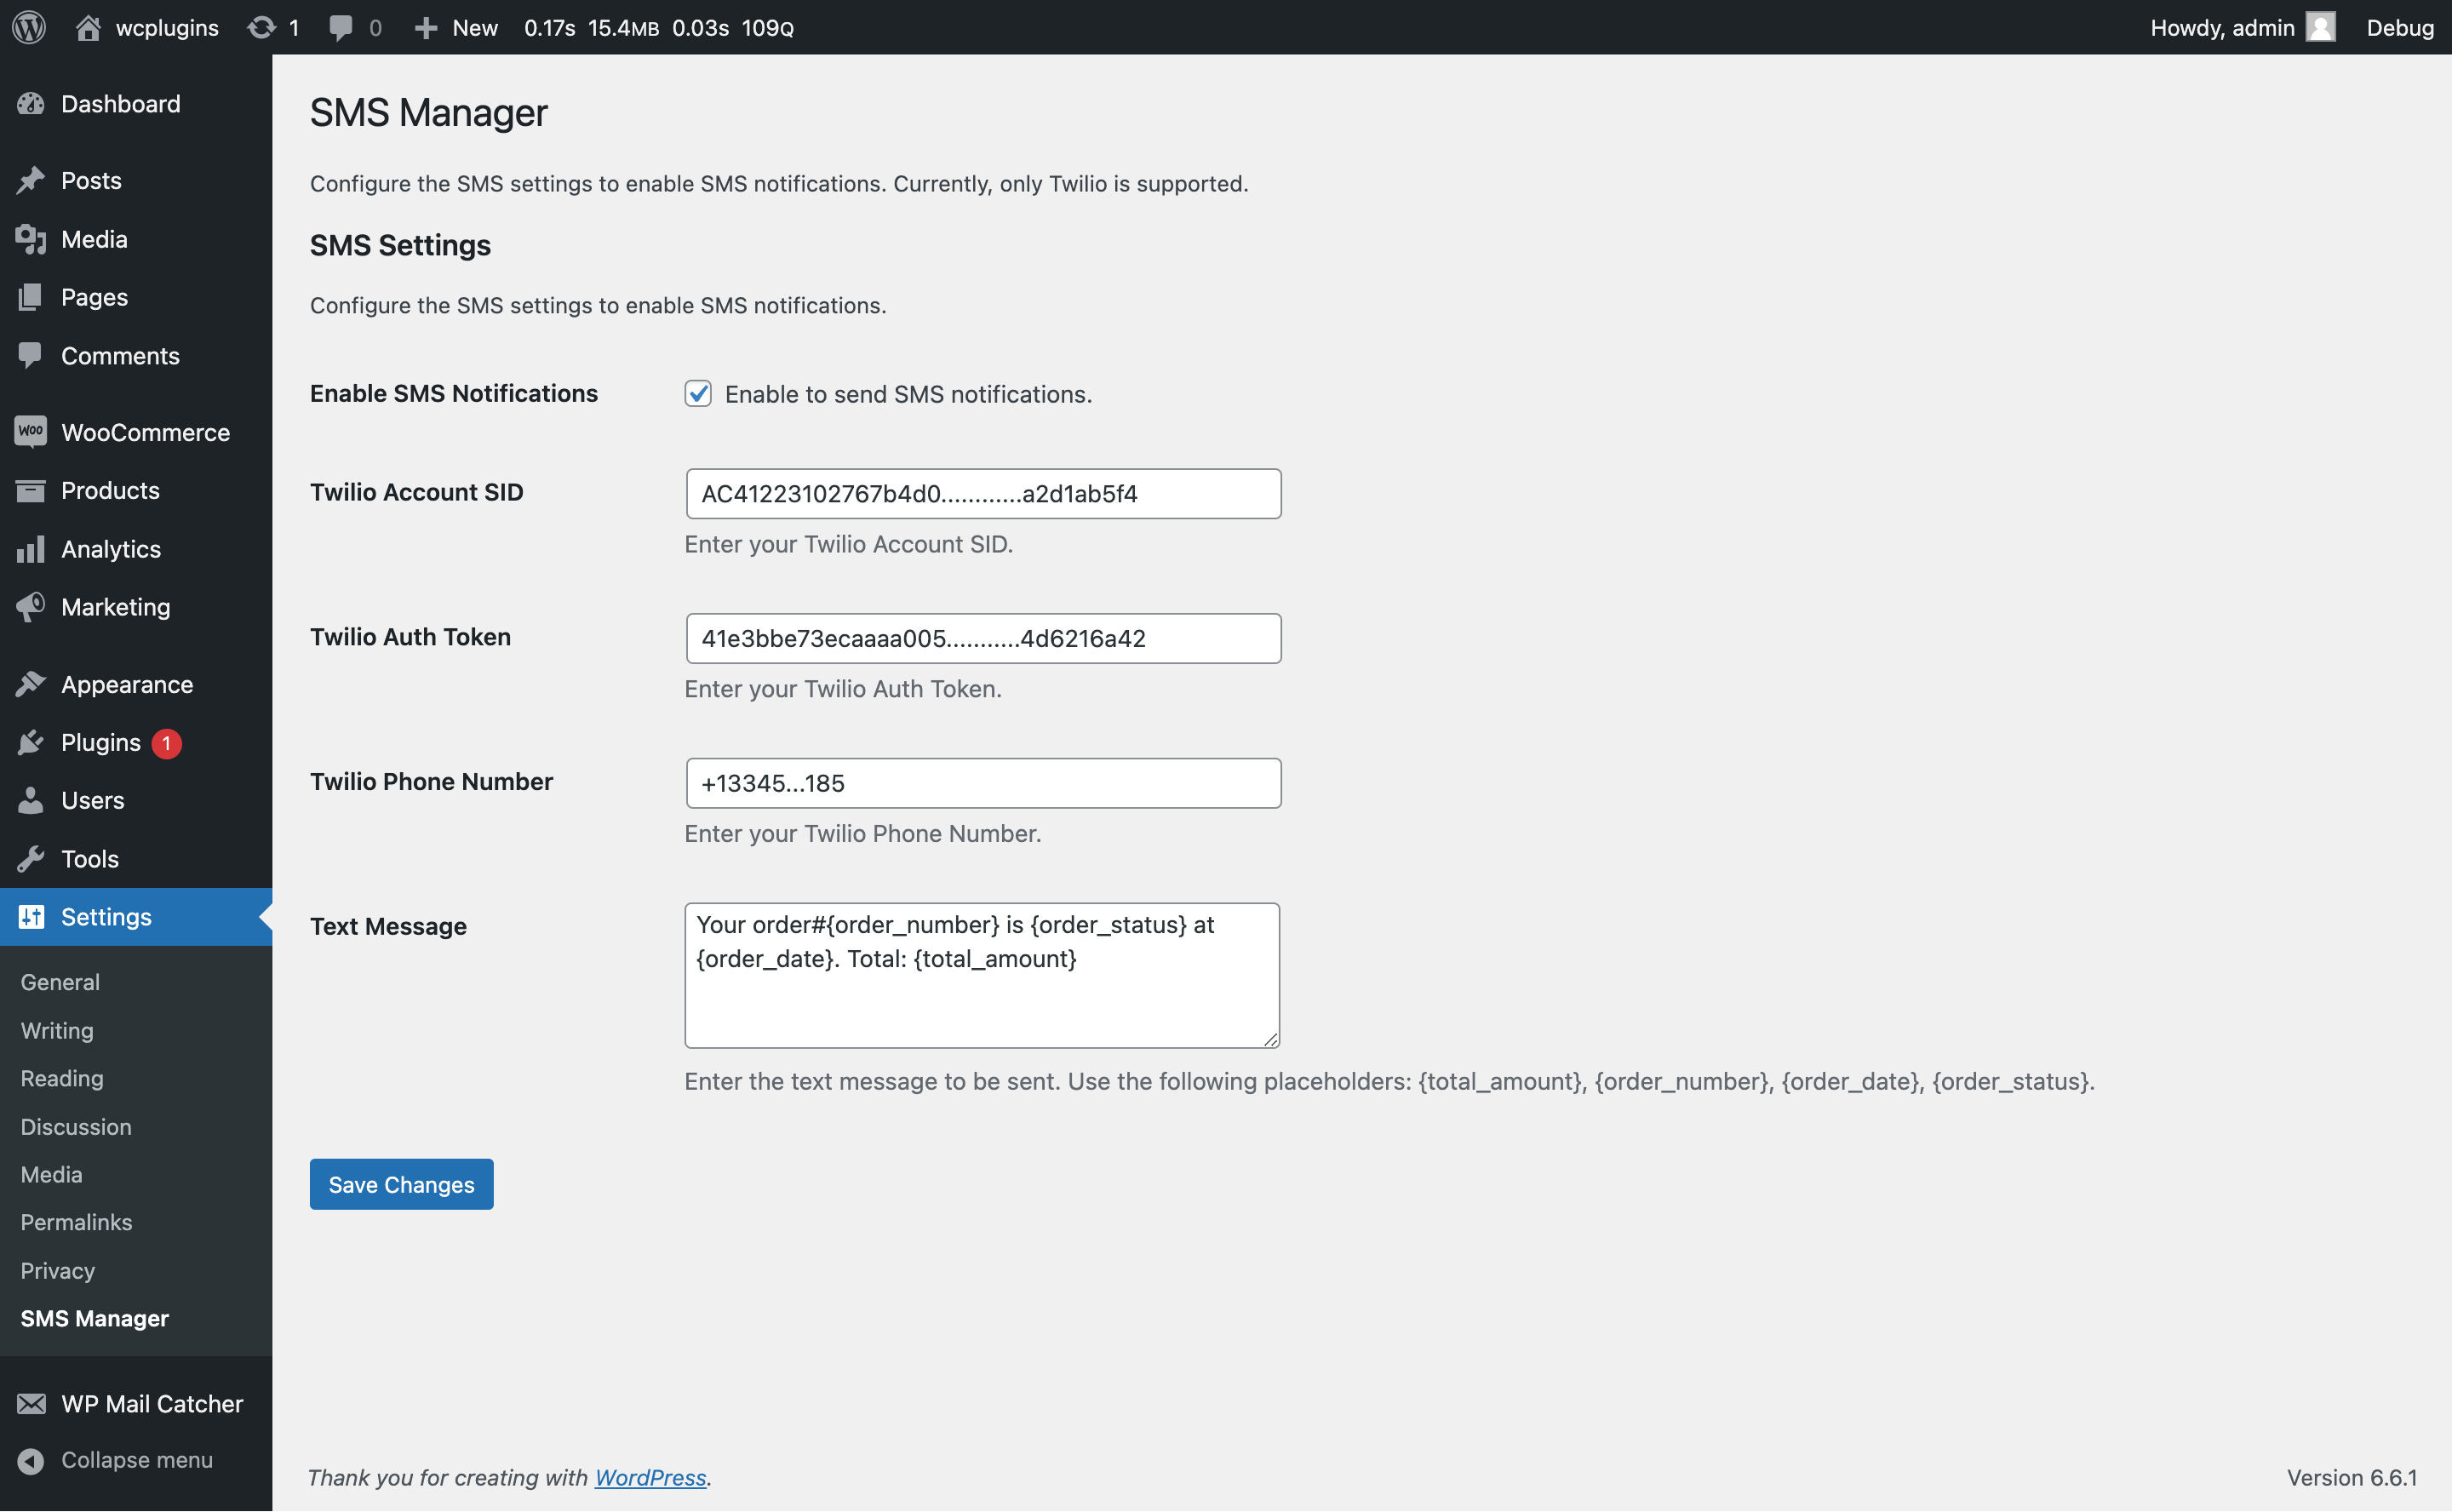 wcplugins 1 0 New 0.17s 15.4MB 0.03s 109Q Howdy, admin Debug
Dashboard
Posts
Media
Pages
Comments
Woo WooCommerce
Products
Analytics
Marketing
Appearance
Plugins 1
Users
Tools
Settings
General
Writing
Reading
Discussion
Media
Permalinks
Privacy
SMS Manager
WP Mail Catcher
Collapse menu
SMS Manager
Configure the SMS settings to enable SMS notifications. Currently, only Twilio is supported.
SMS Settings
Configure the SMS settings to enable SMS notifications.
Enable SMS Notifications
Enable to send SMS notifications.
Twilio Account SID
AC41223102767b4d0............a2d1ab5f4
Enter your Twilio Account SID.
Twilio Auth Token
41e3bbe73ecaaaa005...........4d6216a42
Enter your Twilio Auth Token.
Twilio Phone Number
+13345...185
Enter your Twilio Phone Number.
Text Message
Your order#{order_number} is {order_status} at
{order_date}. Total: {total_amount}
Enter the text message to be sent. Use the following placeholders: {total_amount}, {order_number}, {order_date}, {order_status}.
Save Changes
Thank you for creating with WordPress.
Version 6.6.1